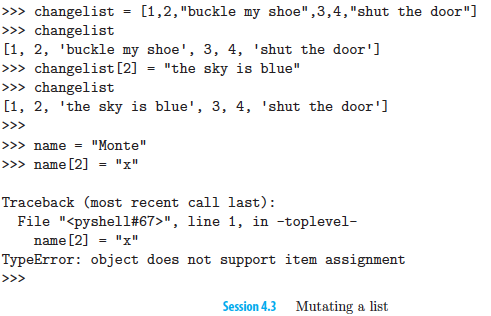 >>> changelist = [1,2,"buckle my shoe",3,4,"shut the door"]
>>> changelist
[1, 2, 'buckle my shoe', 3, 4, 'shut the door']
>>> changelist[2] = "the sky is blue"
>>> changelist
[1, 2, 'the sky is blue', 3, 4, 'shut the door']
>>>
>>> name = "Monte"
>>> name[2] = "x"

Traceback (most recent call last):
  File "<pyshell#67>", line 1, in -toplevel-
    name[2] = "x"
TypeError: object does not support item assignment
>>>
Session 4.3 Mutating a list